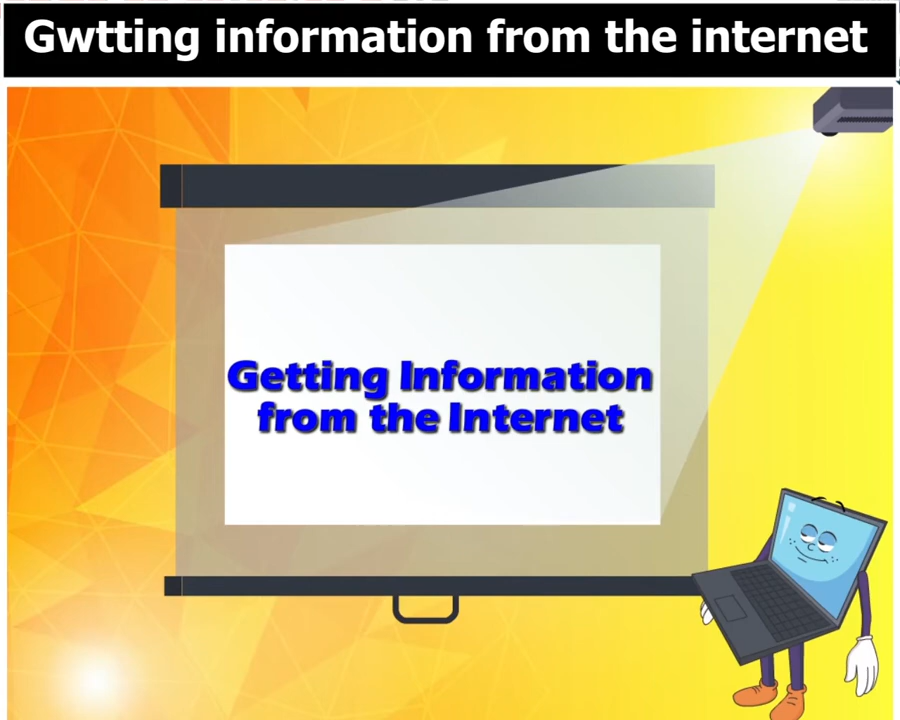 Gwtting information from the internet
Getting Information
from the Internet